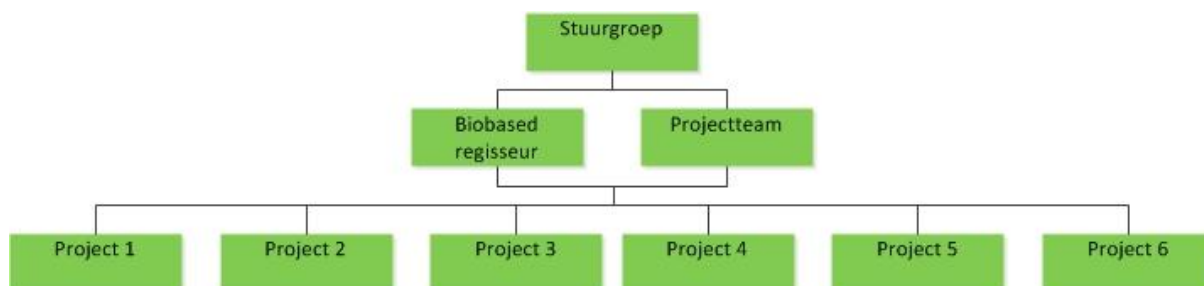 Stuurgroep
Biobased
regisseur
Projectteam
Project 1
Project 2
Project 3
Project 4
Project 5
Project 6